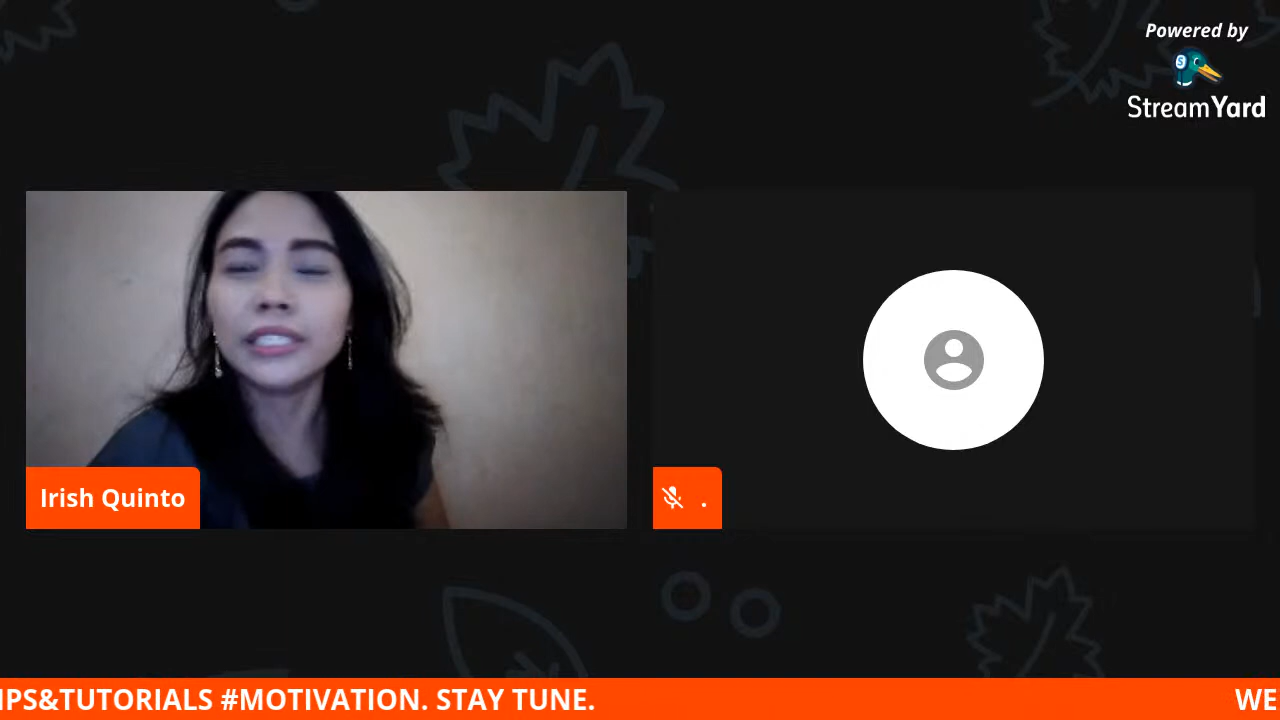 Powered by
StreamYard
Irish Quinto
.
IPS&TUTORIALS #MOTIVATION. STAY TUNE.
WE